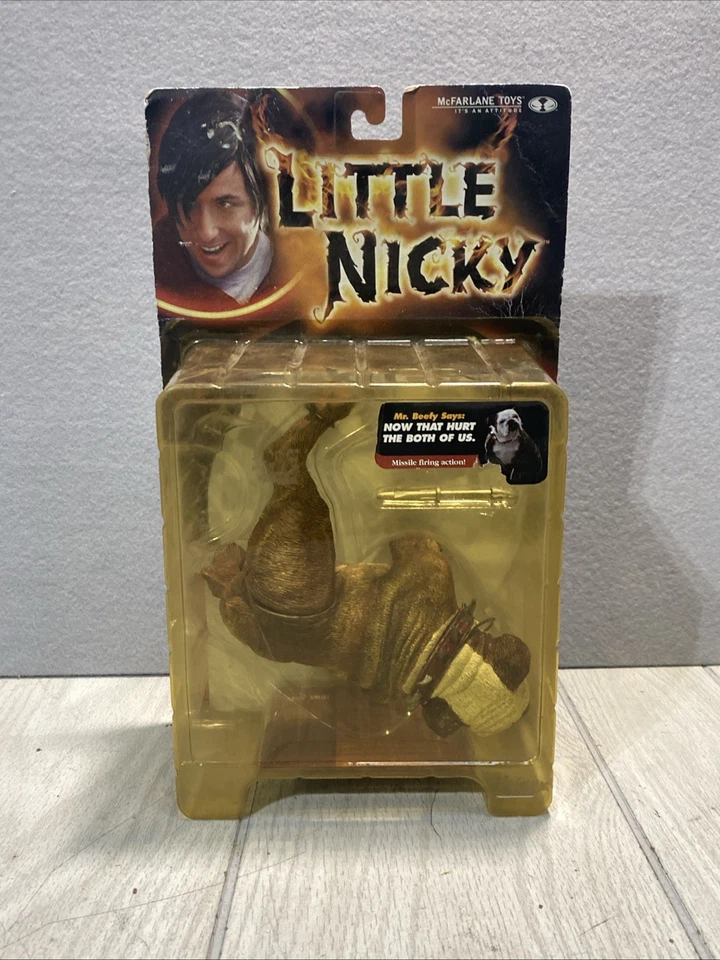 McFARLANE TOYS
IT'S AN ATTITUDE
LITTLE
NICKY
Mr. Beefy Says:
NOW THAT HURT
THE BOTH OF US.
Missile firing action!